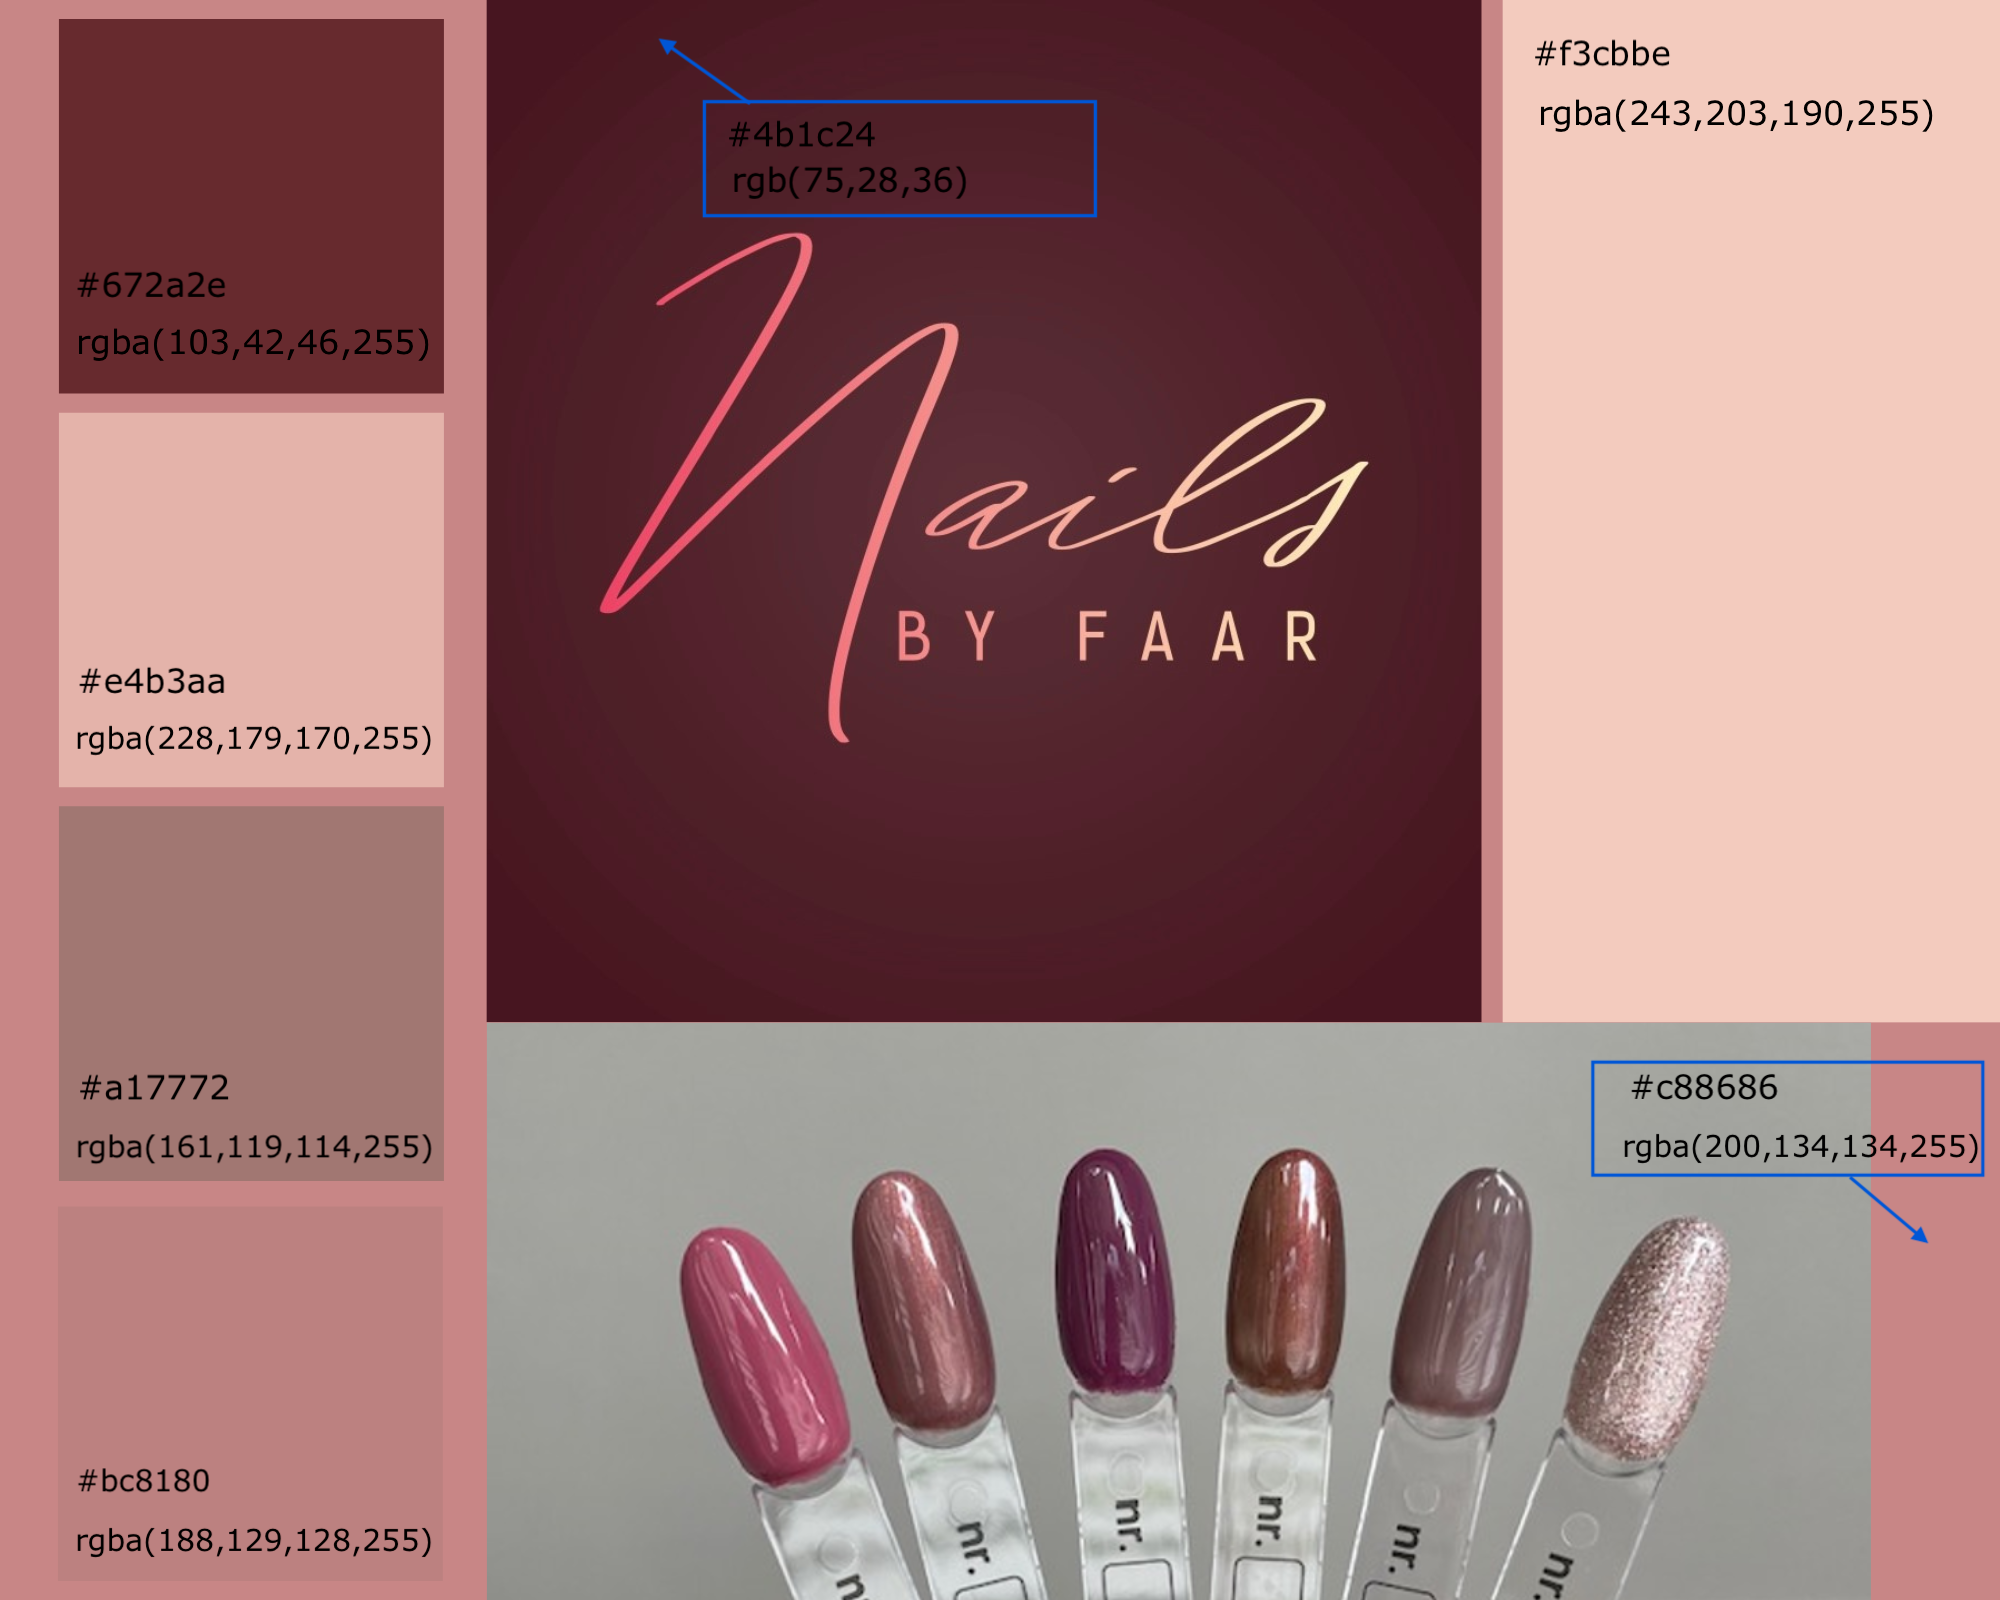 #672a2e
rgba(103,42,46,255)
#e4b3aa
rgba(228,179,170,255)
#a17772
rgba(161,119,114,255)
#bc8180
rgba(188,129,128,255)
#4b1c24
rgb(75,28,36)
Nails
BY FAAR
#f3cbbe
rgba(243,203,190,255)
#c88686
rgba(200,134,134,255)
nr.
nr.
nr.
nr.
nr.